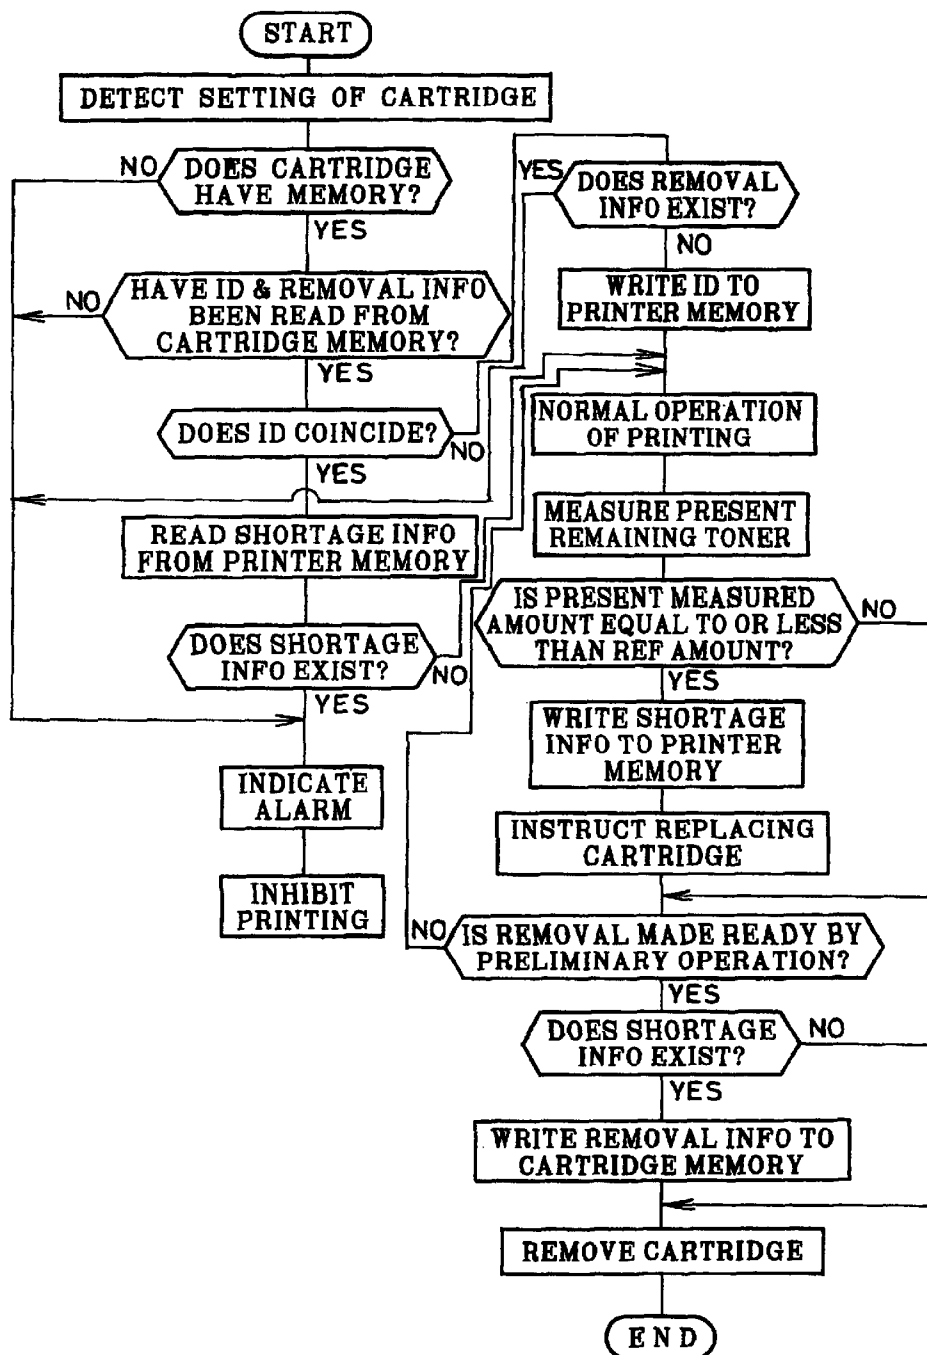 START
DETECT SETTING OF CARTRIDGE
NO
DOES CARTRIDGE
HAVE MEMORY?
YES
NO
HAVE ID & REMOVAL INFO
BEEN READ FROM
CARTRIDGE MEMORY?
YES
DOES ID COINCIDE?
NO
YES
READ SHORTAGE INFO
FROM PRINTER MEMORY
DOES SHORTAGE
INFO EXIST?
NO
YES
INDICATE
ALARM
INHIBIT
PRINTING
YES
DOES REMOVAL
INFO EXIST?
NO
WRITE ID TO
PRINTER MEMORY
NORMAL OPERATION
OF PRINTING
MEASURE PRESENT
REMAINING TONER
IS PRESENT MEASURED
AMOUNT EQUAL TO OR LESS
THAN REF AMOUNT?
NO
YES
WRITE SHORTAGE
INFO TO PRINTER
MEMORY
INSTRUCT REPLACING
CARTRIDGE
NO
IS REMOVAL MADE READY BY
PRELIMINARY OPERATION?
YES
DOES SHORTAGE
INFO EXIST?
NO
YES
WRITE REMOVAL INFO TO
CARTRIDGE MEMORY
REMOVE CARTRIDGE
END